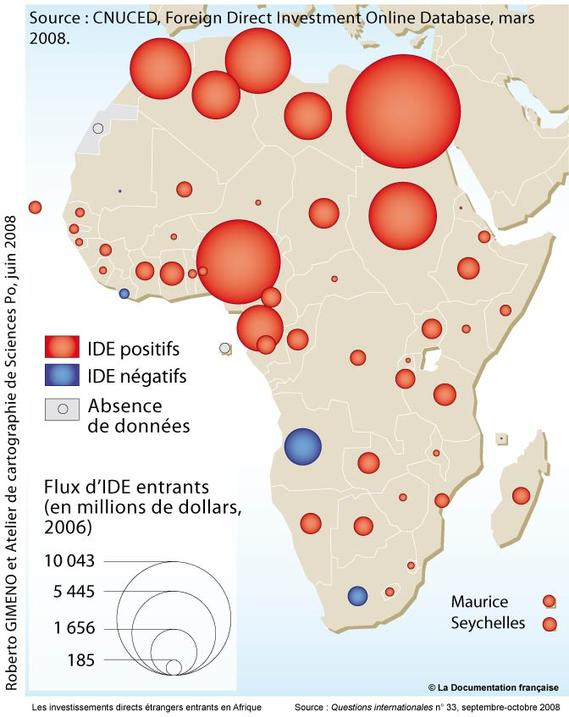 Source : CNUCED, Foreign Direct Investment Online Database, mars
2008.
Roberto GIMENO et Atelier de cartographie de Sciences Po, juin 2008
IDE positifs
IDE négatifs
Absence
de données
Flux d'IDE entrants
(en millions de dollars,
2006)
10 043
5 445
1 656
185
Maurice
Seychelles
© La Documentation française
Les investissements directs étrangers entrants en Afrique
Source : Questions internationales n° 33, septembre-octobre 2008